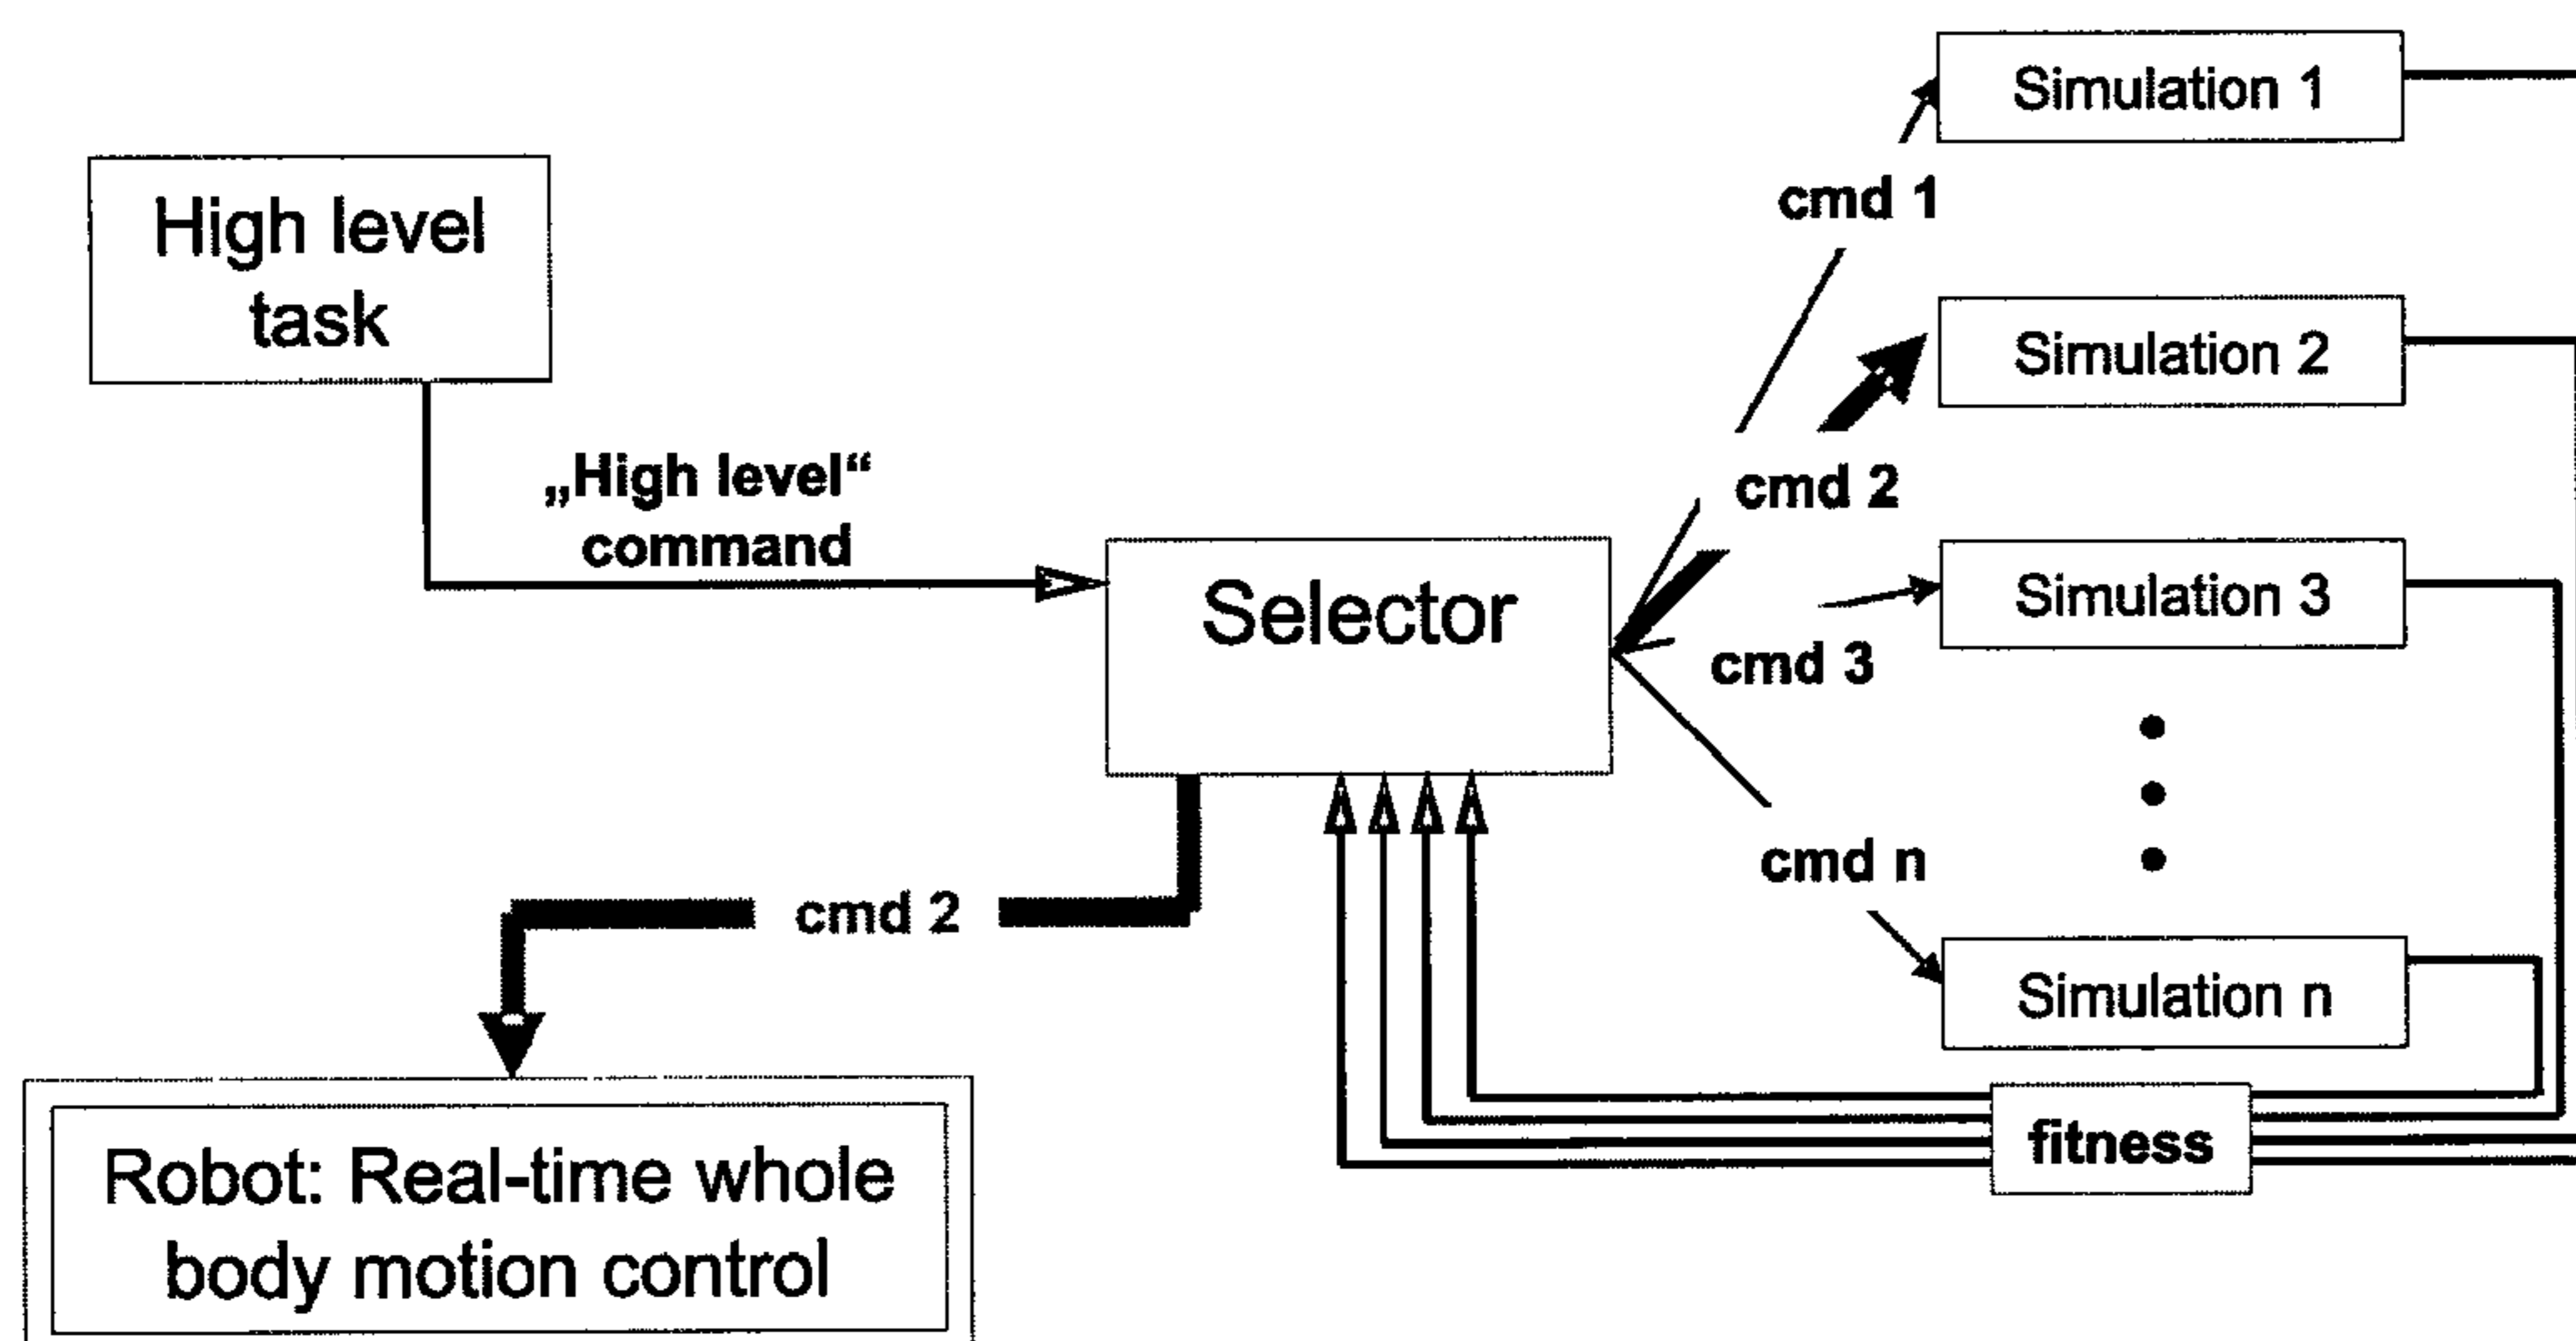 High level
task
„High level“
command
Selector
cmd 1
cmd 2
cmd 3
cmd n
Simulation 1
Simulation 2
Simulation 3
Simulation n
fitness
cmd 2
Robot: Real-time whole
body motion control